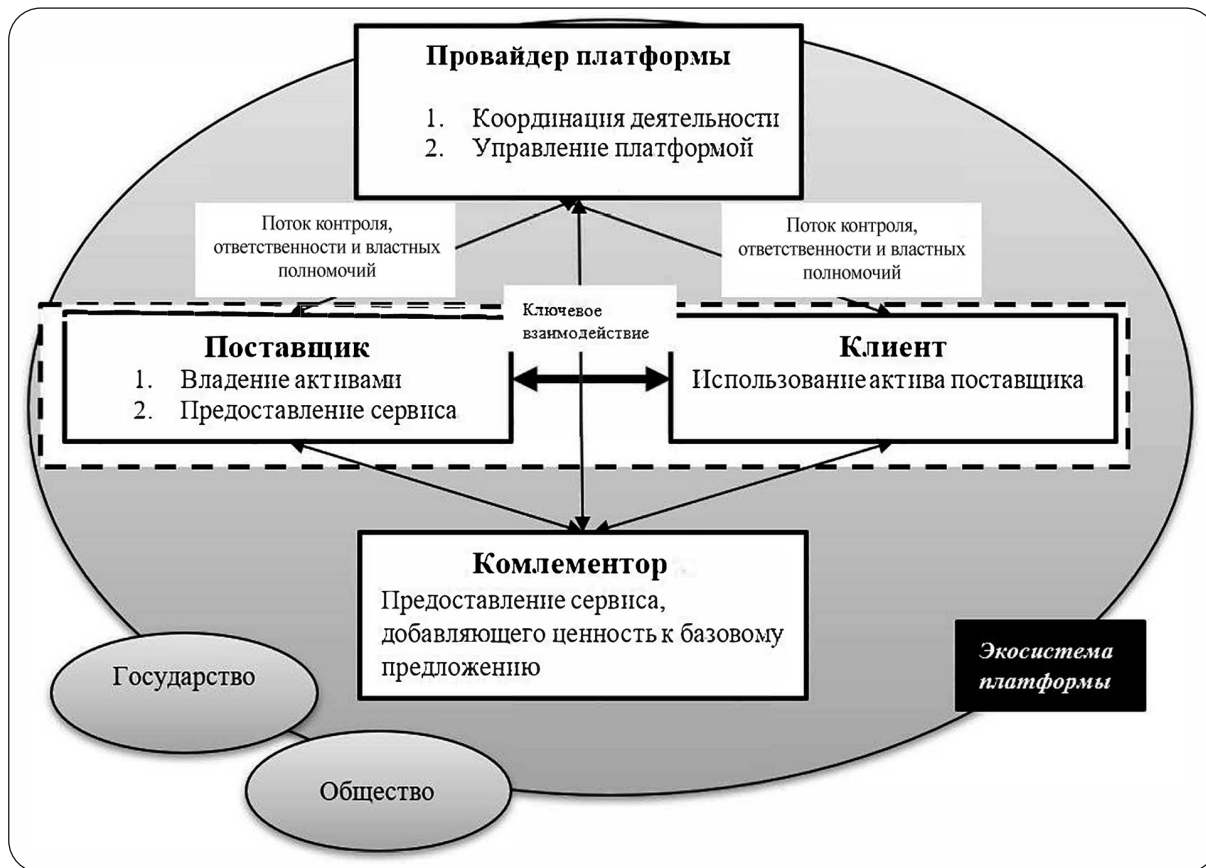 Провайдер платформы
1. Координация деятельности
2. Управление платформой
Поток контроля,
ответственности и властных
полномочий
Поток контроля,
ответственности и властных
полномочий
Ключевое
взаимодействие
Поставщик
1. Владение активами
2. Предоставление сервиса
Клиент
Использование актива поставщика
Комлементор
Предоставление сервиса,
добавляющего ценность к базовому
предложению
Государство
Общество
Экосистема
платформы